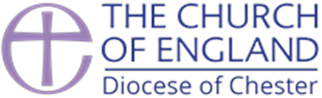 THE CHURCH
OF ENGLAND
Diocese of Chester